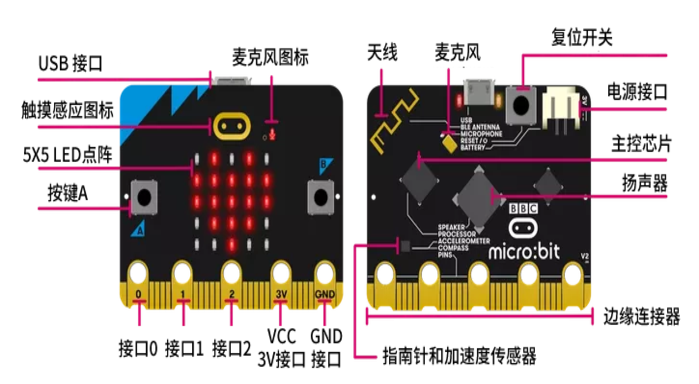 USB 接口
触摸感应图标
5X5 LED点阵
按键A
麦克风图标
B
A
0
1
2
3V
GND
接口0
接口1
接口2
VCC
3V接口
GND
接口
天线
麦克风
复位开关
电源接口
主控芯片
扬声器
USB
BLE ANTENNA
MICROPHONE
RESET /
BATTERY
3V
SPEAKER
PROCESSOR
ACCELEROMETER
COMPASS
PINS
BBC
micro:bit
V2
边缘连接器
指南针和加速度传感器